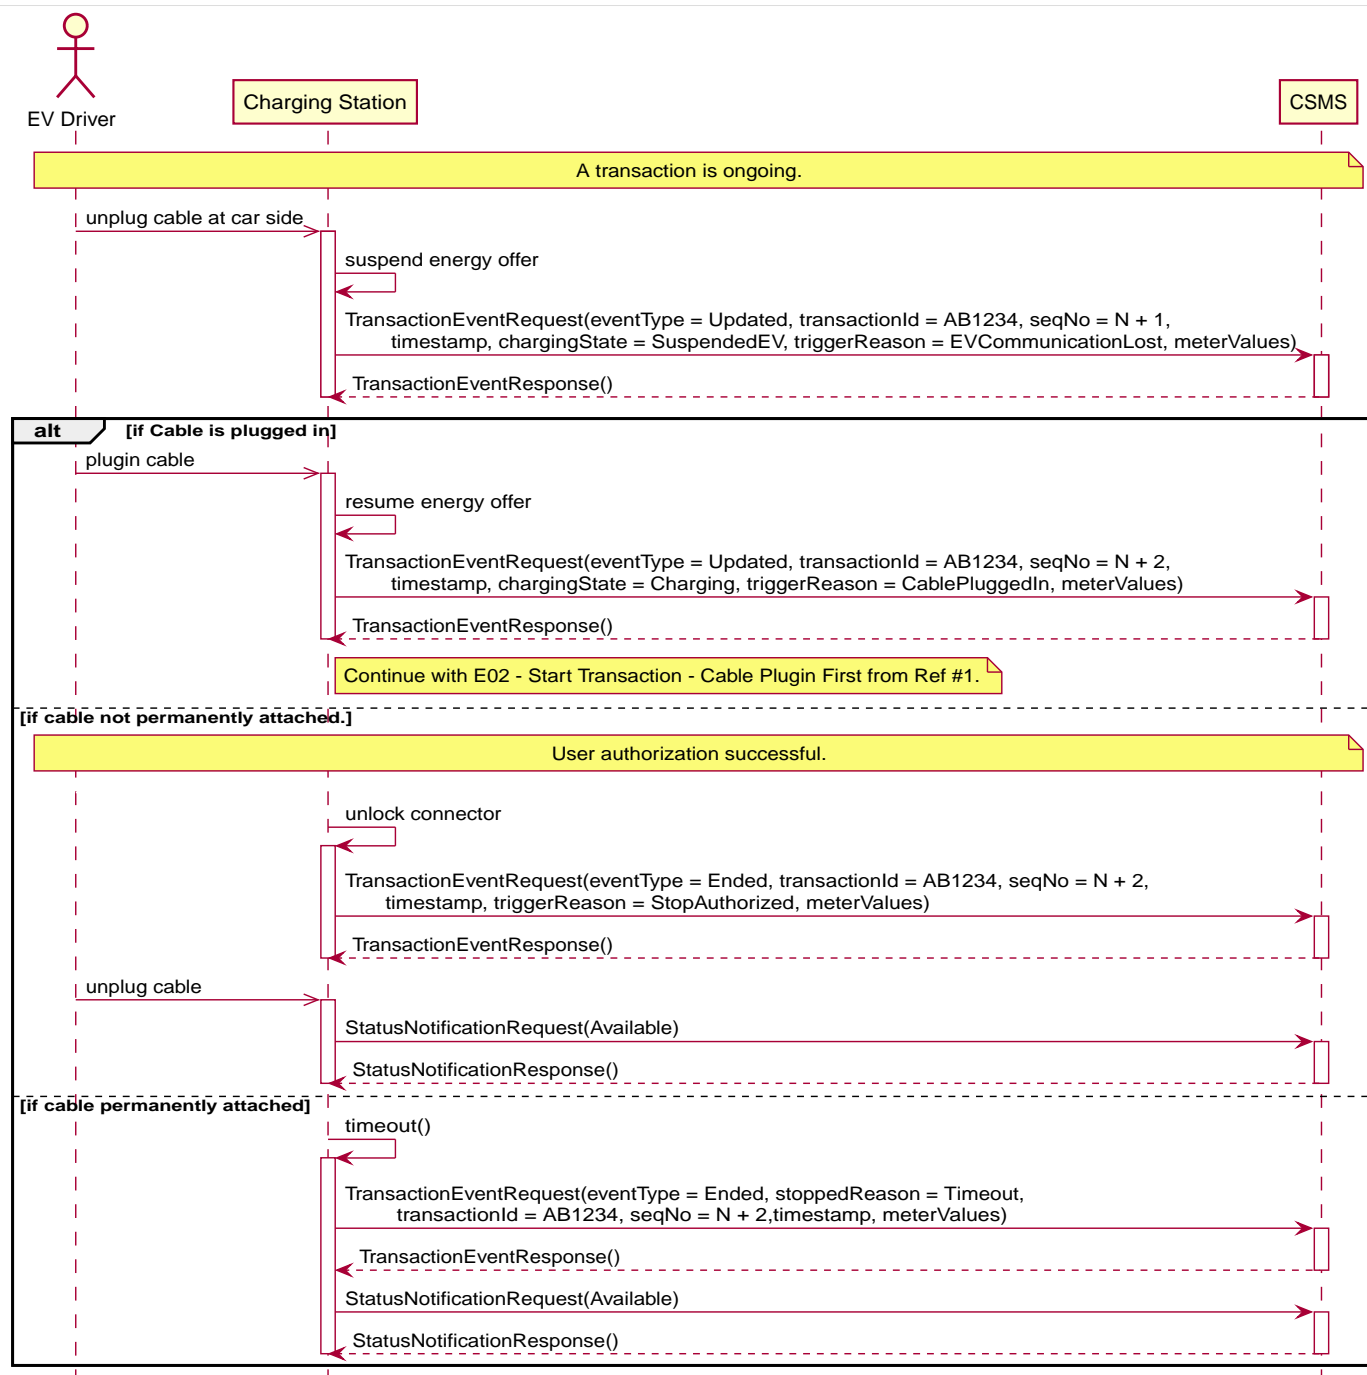 EV Driver
Charging Station
CSMS
A transaction is ongoing.
unplug cable at car side
suspend energy offer
TransactionEventRequest(eventType = Updated, transactionId = AB1234, seqNo = N + 1,
timestamp, chargingState = SuspendedEV, triggerReason = EVCommunicationLost, meterValues)
TransactionEventResponse()
alt
[if Cable is plugged in]
plugin cable
resume energy offer
TransactionEventRequest(eventType = Updated, transactionId = AB1234, seqNo = N + 2,
timestamp, chargingState = Charging, triggerReason = CablePluggedIn, meterValues)
TransactionEventResponse()
Continue with E02 - Start Transaction - Cable Plugin First from Ref #1.
[if cable not permanently attached.]
User authorization successful.
unlock connector
TransactionEventRequest(eventType = Ended, transactionId = AB1234, seqNo = N + 2,
timestamp, triggerReason = StopAuthorized, meterValues)
TransactionEventResponse()
unplug cable
StatusNotificationRequest(Available)
StatusNotificationResponse()
[if cable permanently attached]
timeout()
TransactionEventRequest(eventType = Ended, stoppedReason = Timeout,
transactionId = AB1234, seqNo = N + 2,timestamp, meterValues)
TransactionEventResponse()
StatusNotificationRequest(Available)
StatusNotificationResponse()